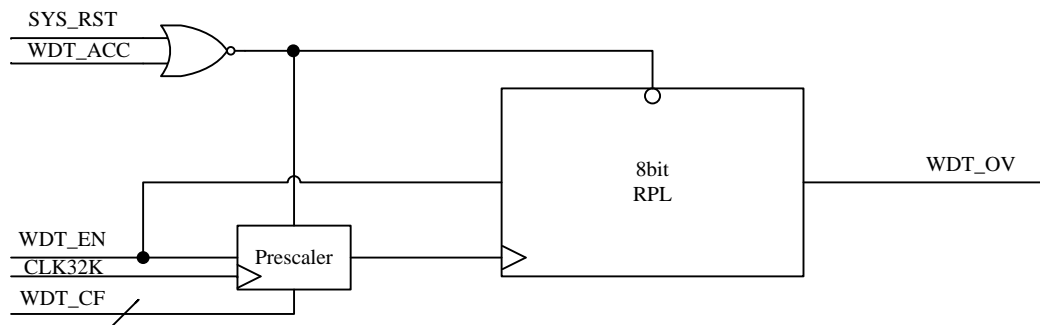 SYS_RST
WDT_ACC
8bit
RPL
WDT_OV
WDT_EN
Prescaler
CLK32K
WDT_CF